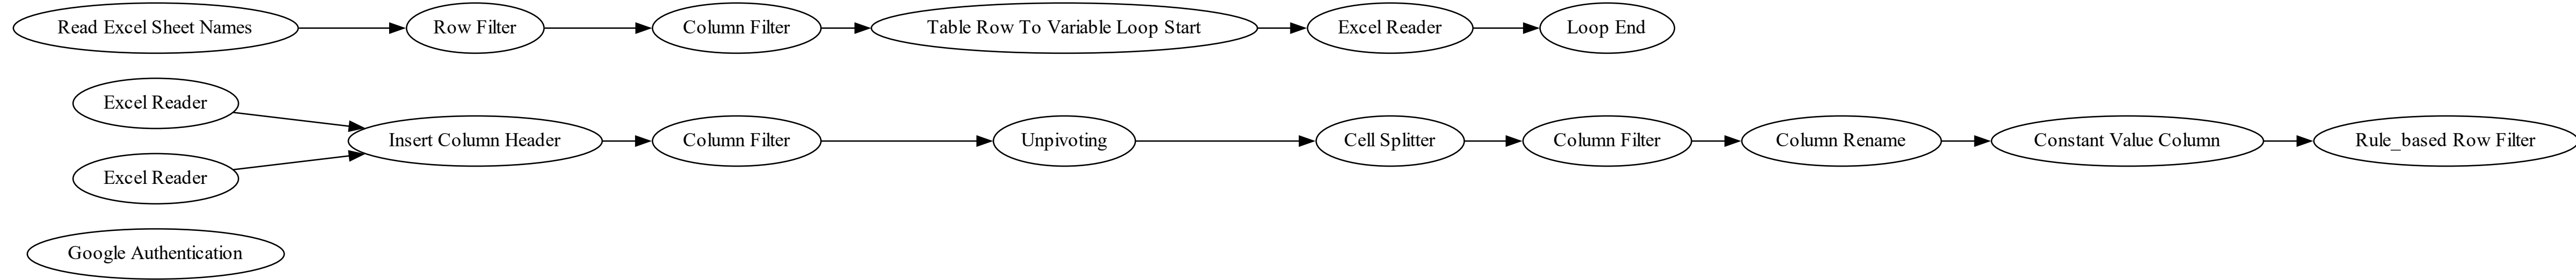 Read Excel Sheet Names
Row Filter
Column Filter
Table Row To Variable Loop Start
Excel Reader
Loop End
Excel Reader
Excel Reader
Insert Column Header
Column Filter
Unpivoting
Cell Splitter
Column Filter
Column Rename
Constant Value Column
Rule_based Row Filter
Google Authentication